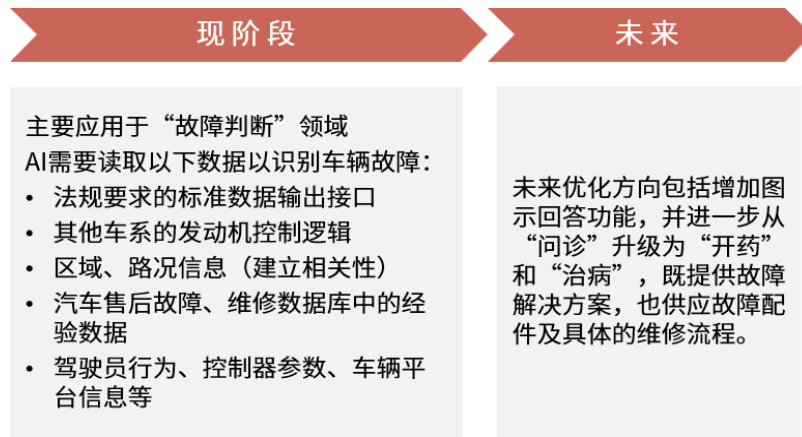 现阶段
未来
主要应用于“故障判断”领域
AI需要读取以下数据以识别车辆故障：
• 法规要求的标准数据输出接口
• 其他车系的发动机控制逻辑
• 区域、路况信息（建立相关性）
• 汽车售后故障、维修数据库中的经
验数据
• 驾驶员行为、控制器参数、车辆平
台信息等
未来优化方向包括增加图
示回答功能，并进一步从
“问诊”升级为“开药”
和“治病”，既提供故障
解决方案，也供应故障配
件及具体的维修流程。